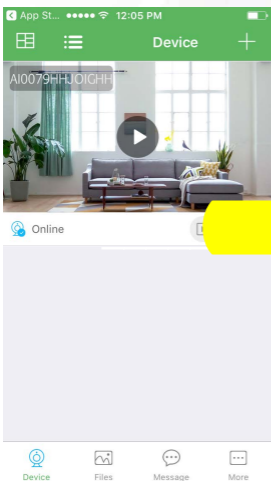 App St... 12:05 PM
Device
AI0079HHJOIGHH
Online
Device Files Message More